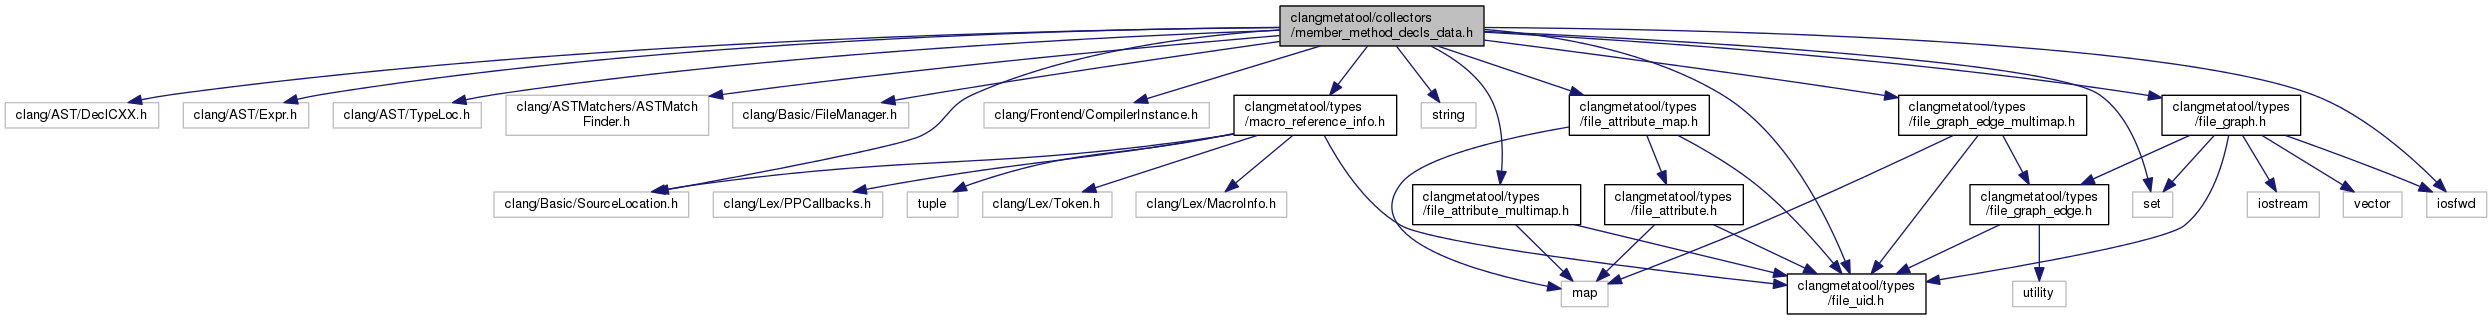 clangmetatool/collectors
/member_method_decls_data.h
clang/AST/DeclCXX.h
clang/AST/Expr.h
clang/AST/TypeLoc.h
clang/ASTMatchers/ASTMatch
Finder.h
clang/Basic/FileManager.h
clang/Frontend/CompilerInstance.h
clangmetatool/types
/macro_reference_info.h
string
clangmetatool/types
/file_attribute_map.h
clangmetatool/types
/file_graph_edge_multimap.h
clangmetatool/types
/file_graph.h
clang/Basic/SourceLocation.h
clang/Lex/PPCallbacks.h
tuple
clang/Lex/Token.h
clang/Lex/MacroInfo.h
clangmetatool/types
/file_attribute_multimap.h
clangmetatool/types
/file_attribute.h
clangmetatool/types
/file_graph_edge.h
set
iostream
vector
iosfwd
map
clangmetatool/types
/file_uid.h
utility